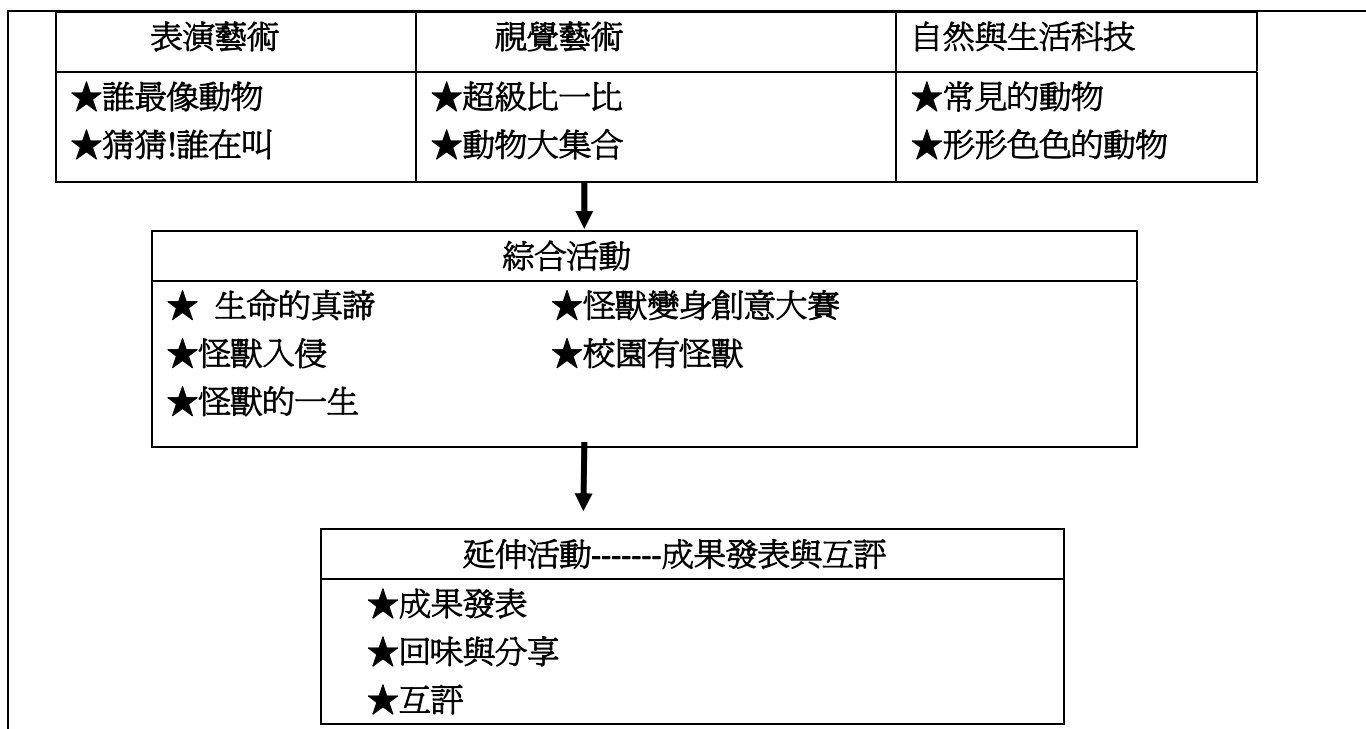 表演藝術 視覺藝術 自然與生活科技
★誰最像動物 ★超級比一比 ★常見的動物
★猜猜!誰在叫 ★動物大集合 ★形形色色的動物
綜合活動
★ 生命的真諦 ★怪獸變身創意大賽
★怪獸入侵 ★校園有怪獸
★怪獸的一生
延伸活動-------成果發表與互評
★成果發表
★回味與分享
★互評